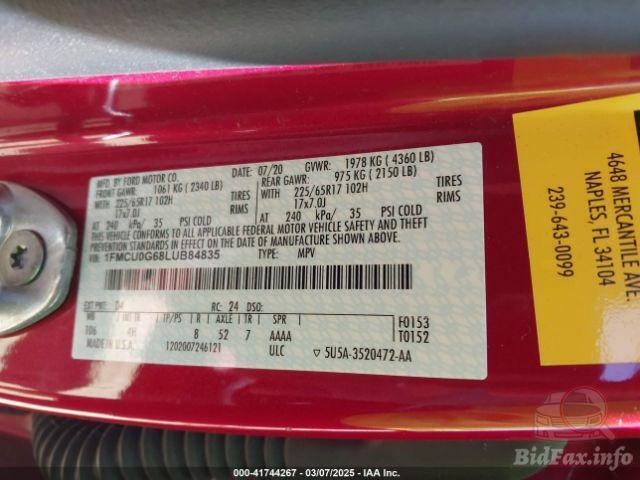 MFD. BY FORD MOTOR CO.
DATE: 07/20 GVWR: 1978 KG ( 4360 LB)
FRONT GAWR: 1061 KG ( 2340 LB) REAR GAWR: 975 KG ( 2150 LB)
225/65R17 102H TIRES 225/65R17 102H TIRES
17x7.0J RIMS 17x7.0J RIMS
AT 240 kPa/ 35 PSI COLD AT 240 kPa/ 35 PSI COLD
THIS VEHICLE CONFORMS TO ALL APPLICABLE FEDERAL MOTOR VEHICLE SAFETY AND THEFT
PREVENTION STANDARDS IN EFFECT ON THE DATE OF MANUFACTURE SHOWN ABOVE.
VIN: 1FMCU0G68LUB84835 TYPE: MPV
EXT PNT: D4 RC: 24 DSO:
WB INT TR TP/PS R AXLE TR SPR
106 4H 8 52 7 AAAA F0153
T0152
MADE IN U.S.A. 1202007246121 ULC 5U5A-3520472-AA
4648 MERCANTILE AVE.
NAPLES, FL 34104
239-643-0099
000-41744267 - 03/07/2025 - IAA Inc.
BidFax.info